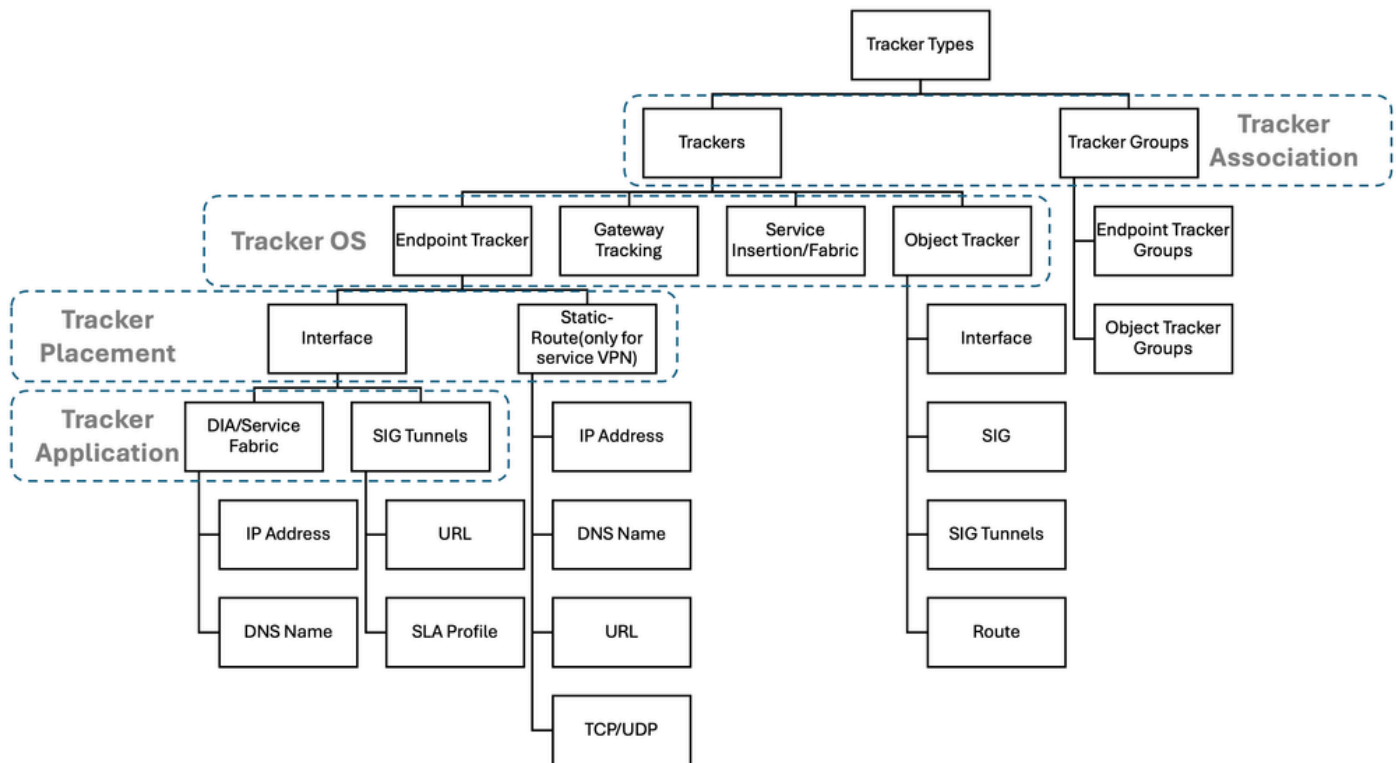 Tracker Types
Trackers
Tracker Groups
Tracker
Association
Tracker OS
Endpoint Tracker
Gateway
Tracking
Service
Insertion/Fabric
Object Tracker
Endpoint Tracker
Groups
Tracker
Placement
Interface
Static-
Route(only for
service VPN)
Interface
Object Tracker
Groups
Tracker
Application
DIA/Service
Fabric
SIG Tunnels
IP Address
SIG
IP Address
URL
DNS Name
SIG Tunnels
DNS Name
SLA Profile
URL
Route
TCP/UDP